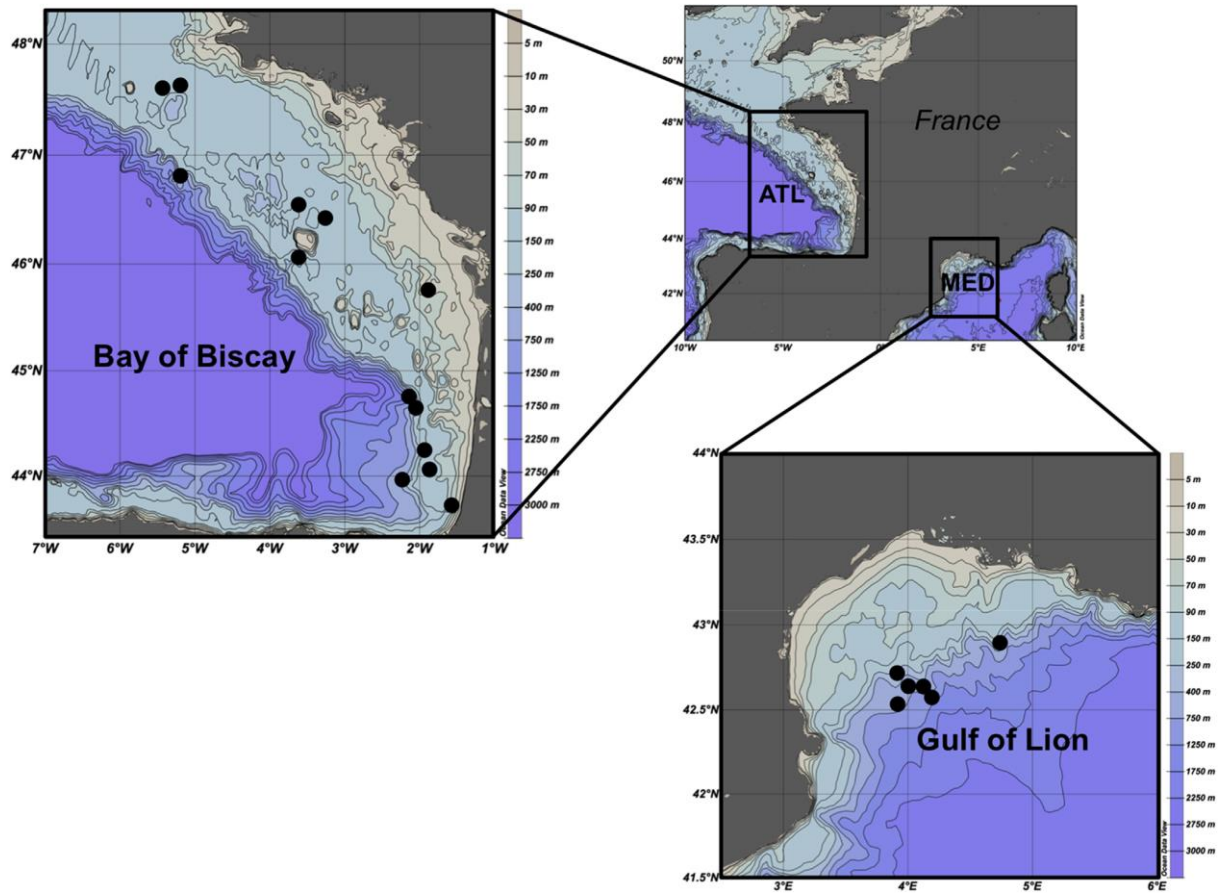 48°N
47°N
46°N
45°N
44°N
7°W 6°W 5°W 4°W 3°W 2°W 1°W
Bay of Biscay
5 m
10 m
30 m
50 m
70 m
90 m
150 m
250 m
400 m
750 m
1250 m
1750 m
2250 m
2750 m
3000 m
Ocean Data View
50°N
48°N
46°N
44°N
42°N
10°W 5°W 0°E 5°E 10°E
France
ATL
MED
Ocean Data View
44°N
43.5°N
43°N
42.5°N
42°N
41.5°N
3°E 4°E 5°E 6°E
Gulf of Lion
5 m
10 m
30 m
50 m
70 m
90 m
150 m
250 m
400 m
750 m
1250 m
1750 m
2250 m
2750 m
3000 m
Ocean Data View